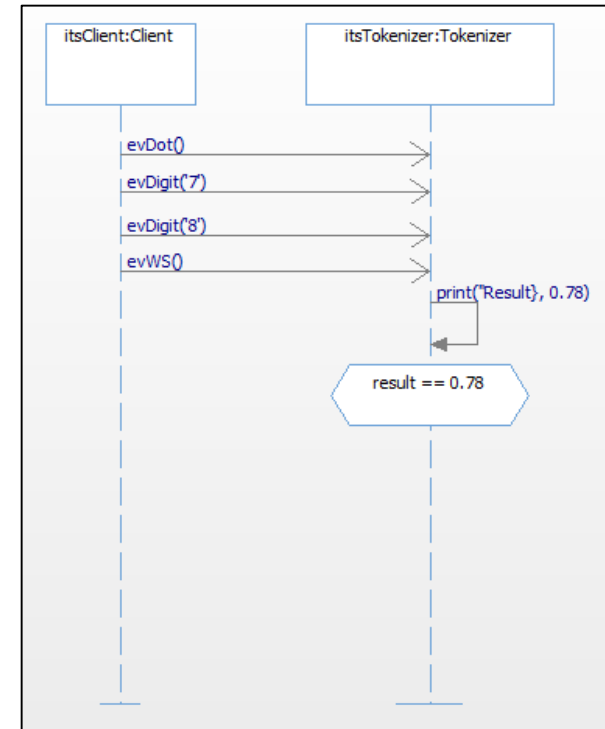 itsClient:Client
itsTokenizer:Tokenizer
evDot()
evDigit('7')
evDigit('8')
evWS()
print("Result}, 0.78)
result == 0.78